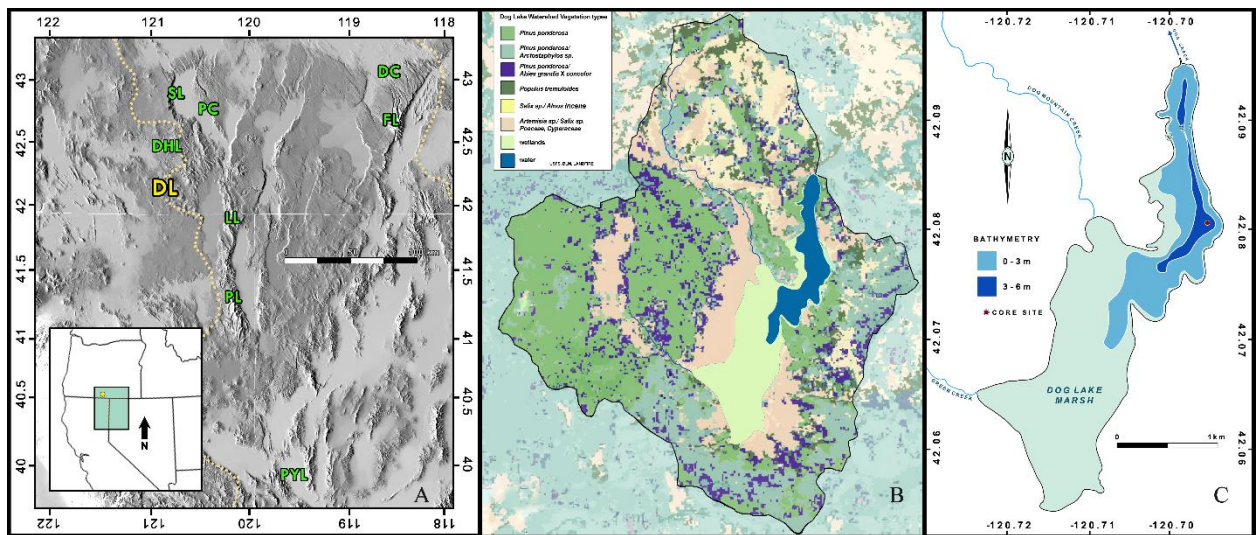 122
121
120
119
118
43
42.5
42
41.5
41
40.5
40
SL
PC
DC
FL
DHL
DL
LL
PL
PYL
N
A
43
42.5
42
41.5
41
40.5
40
122
121
120
119
118
Dog Lake Watershed Vegetation types
Pinus ponderosa
Pinus ponderosa/
Arctostaphylos sp.
Pinus ponderosa/
Abies grandis X concolor
Populus tremuloides
Salix sp./ Alnus incana
Artemisia sp./ Salix sp.
Poaceae, Cyperaceae
wetlands
water
B
-120.72
-120.71
-120.70
42.09
42.08
42.07
42.06
DOG MOUNTAIN CREEK
N
BATHYMETRY
0 - 3 m
3 - 6 m
CORE SITE
GREEN CREEK
DOG LAKE
MARSH
0
1km
42.09
42.08
42.07
42.06
C
-120.72
-120.71
-120.70